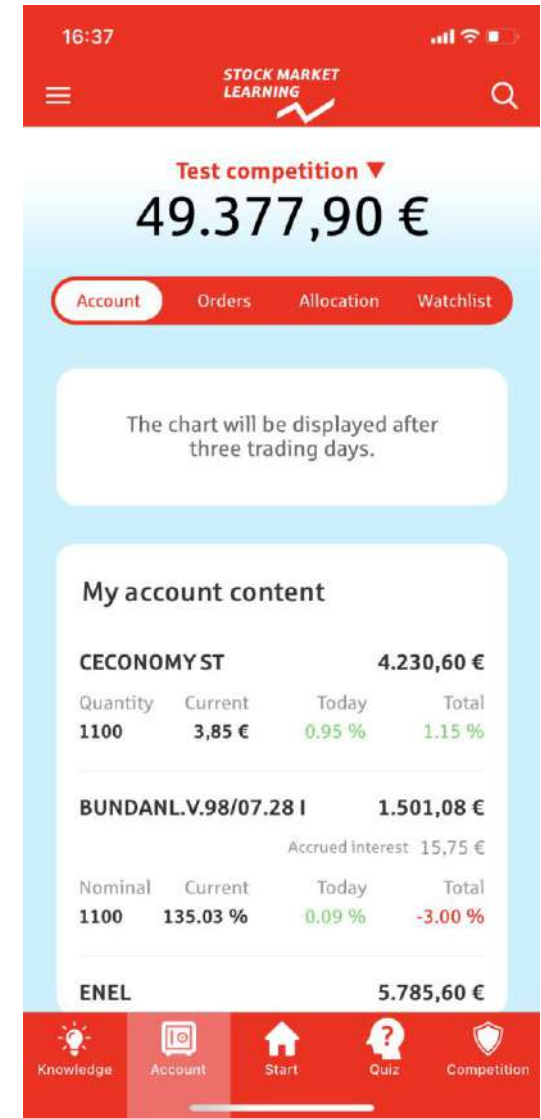 16:37
STOCK MARKET
LEARNING
Test competition ▼
49.377,90 €
Account Orders Allocation Watchlist
The chart will be displayed after
three trading days.
My account content
CECONOMY ST 4.230,60 €
Quantity Current Today Total
1100 3,85 € 0.95 % 1.15 %
BUNDANL.V.98/07.28 I 1.501,08 €
Accrued interest 15,75 €
Nominal Current Today Total
1100 135.03 % 0.09 % -3.00 %
ENEL 5.785,60 €
Knowledge Account Start Quiz Competition